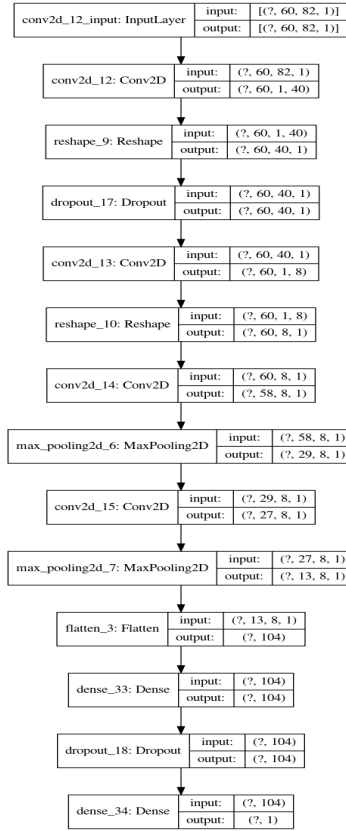 conv2d_12_input: InputLayer input: [(?, 60, 82, 1)]
output: [(?, 60, 82, 1)]
conv2d_12: Conv2D input: (?, 60, 82, 1)
output: (?, 60, 1, 40)
reshape_9: Reshape input: (?, 60, 1, 40)
output: (?, 60, 40, 1)
dropout_17: Dropout input: (?, 60, 40, 1)
output: (?, 60, 40, 1)
conv2d_13: Conv2D input: (?, 60, 40, 1)
output: (?, 60, 1, 8)
reshape_10: Reshape input: (?, 60, 1, 8)
output: (?, 60, 8, 1)
conv2d_14: Conv2D input: (?, 60, 8, 1)
output: (?, 58, 8, 1)
max_pooling2d_6: MaxPooling2D input: (?, 58, 8, 1)
output: (?, 29, 8, 1)
conv2d_15: Conv2D input: (?, 29, 8, 1)
output: (?, 27, 8, 1)
max_pooling2d_7: MaxPooling2D input: (?, 27, 8, 1)
output: (?, 13, 8, 1)
flatten_3: Flatten input: (?, 13, 8, 1)
output: (?, 104)
dense_33: Dense input: (?, 104)
output: (?, 104)
dropout_18: Dropout input: (?, 104)
output: (?, 104)
dense_34: Dense input: (?, 104)
output: (?, 1)